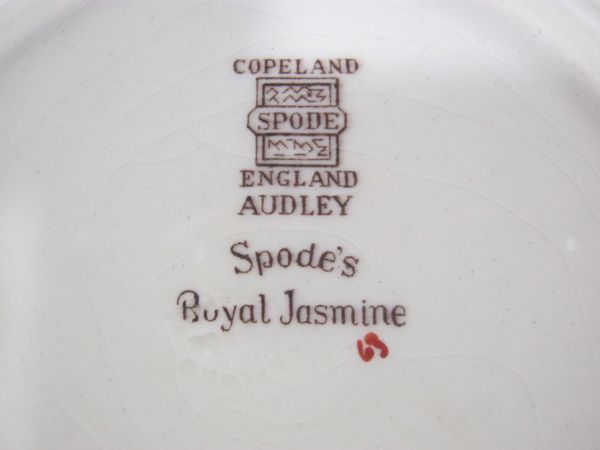 COPELAND
SPODE
ENGLAND
AUDLEY
Spode's
Royal Jasmine